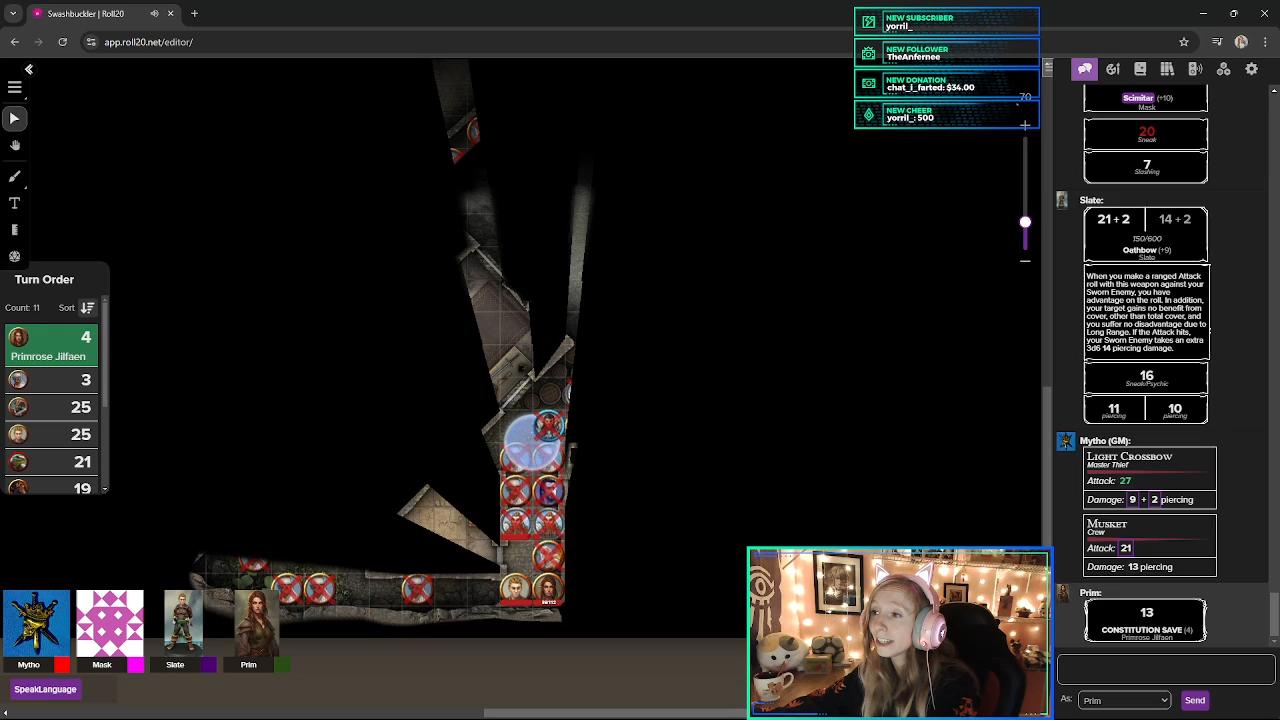 Swashbuckler | Roll20
app.roll20.net/editor/
NEW SUBSCRIBER
yorril_
NEW FOLLOWER
TheAnfernee
NEW DONATION
chat_i_farted: $34.00
NEW CHEER
yorril_: 500
70
Turn Order
Count: 11 Sort
4
Primrose Jilfaen
3
25
25
21
19
Mytho
Mask
Slate
Prim
SpeakLanguage
Scimitar (+10)
Mask
20
Sneak
7
Slashing
Slate:
21 + 2 14 + 2
150/600
Oathbow (+9)
Slate
When you make a ranged Attack
roll with this weapon against your
Sworn Enemy, you have
advantage on the roll. In addition,
your target gains no benefit from
cover, other than total cover, and
you suffer no disadvantage due to
Long Range. If the Attack hits,
your Sworn Enemy takes an extra
3d6 14 piercing damage.
16
Sneak/Psychic
11 10
piercing piercing
Mytho (GM):
LIGHT CROSSBOW
Master Thief
Attack: 27
Damage: 9 + 2 piercing
MUSKET
Crew
Attack: 21
Damage: 13 piercing
13
CONSTITUTION SAVE (4)
Primrose Jilfaen
As: Prim Send